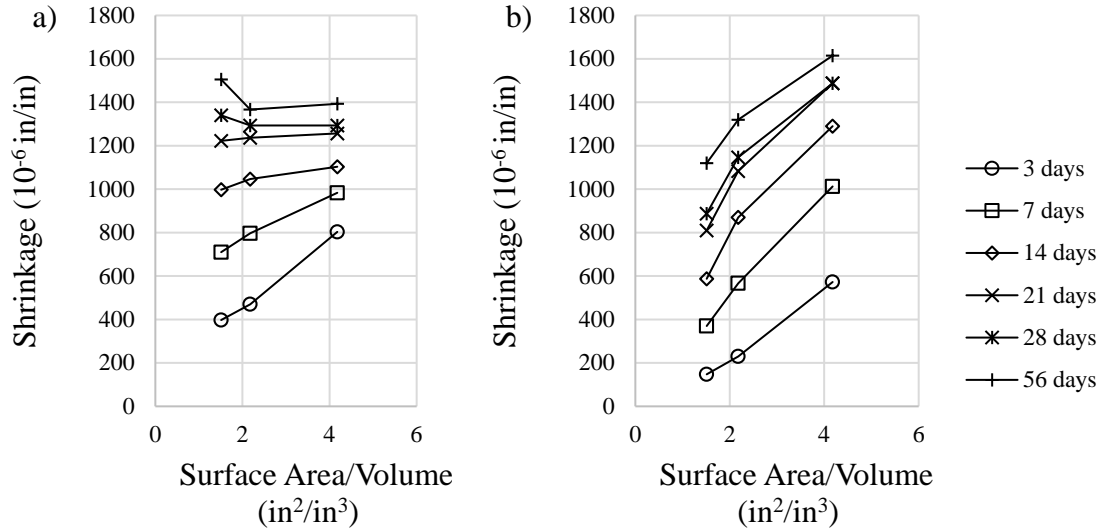 a)
Shrinkage (10⁻⁶ in/in)
1800
1600
1400
1200
1000
800
600
400
200
0
0 2 4 6
Surface Area/Volume
(in²/in³)
b)
Shrinkage (10⁻⁶ in/in)
1800
1600
1400
1200
1000
800
600
400
200
0
0 2 4 6
Surface Area/Volume
(in²/in³)
3 days
7 days
14 days
21 days
28 days
56 days